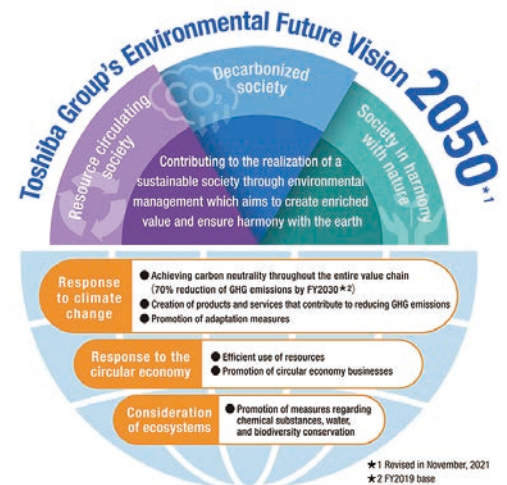 Toshiba Group's Environmental Future Vision 2050★1
Resource circulating
society
CO₂
Decarbonized
society
Society in harmony
with nature
Contributing to the realization of a
sustainable society through environmental
management which aims to create enriched
value and ensure harmony with the earth
Response
to climate
change
●Achieving carbon neutrality throughout the entire value chain
(70% reduction of GHG emissions by FY2030★2)
●Creation of products and services that contribute to reducing GHG emissions
●Promotion of adaptation measures
Response to the
circular economy
●Efficient use of resources
●Promotion of circular economy businesses
Consideration
of ecosystems
●Promotion of measures regarding
chemical substances, water,
and biodiversity conservation
★1 Revised in November, 2021
★2 FY2019 base